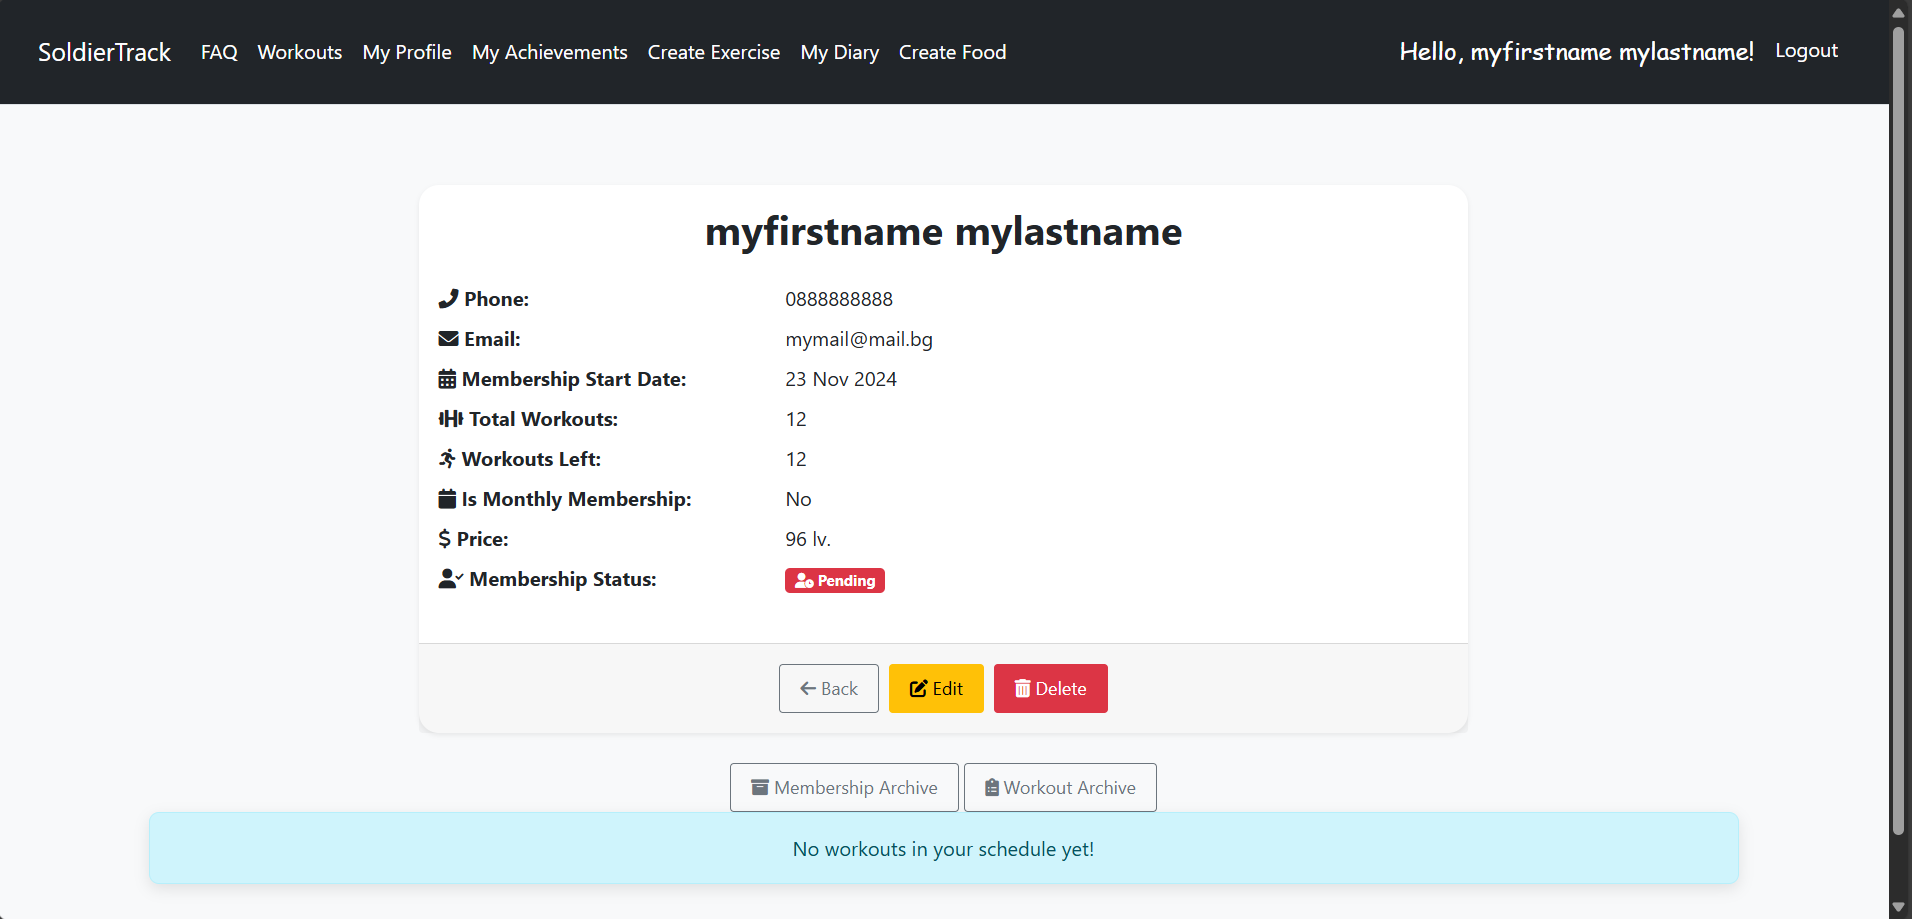 SoldierTrack FAQ Workouts My Profile My Achievements Create Exercise My Diary Create Food Hello, myfirstname mylastname! Logout
myfirstname mylastname
Phone: 0888888888
Email: mymail@mail.bg
Membership Start Date: 23 Nov 2024
Total Workouts: 12
Workouts Left: 12
Is Monthly Membership: No
Price: 96 lv.
Membership Status: Pending
Back Edit Delete
Membership Archive Workout Archive
No workouts in your schedule yet!